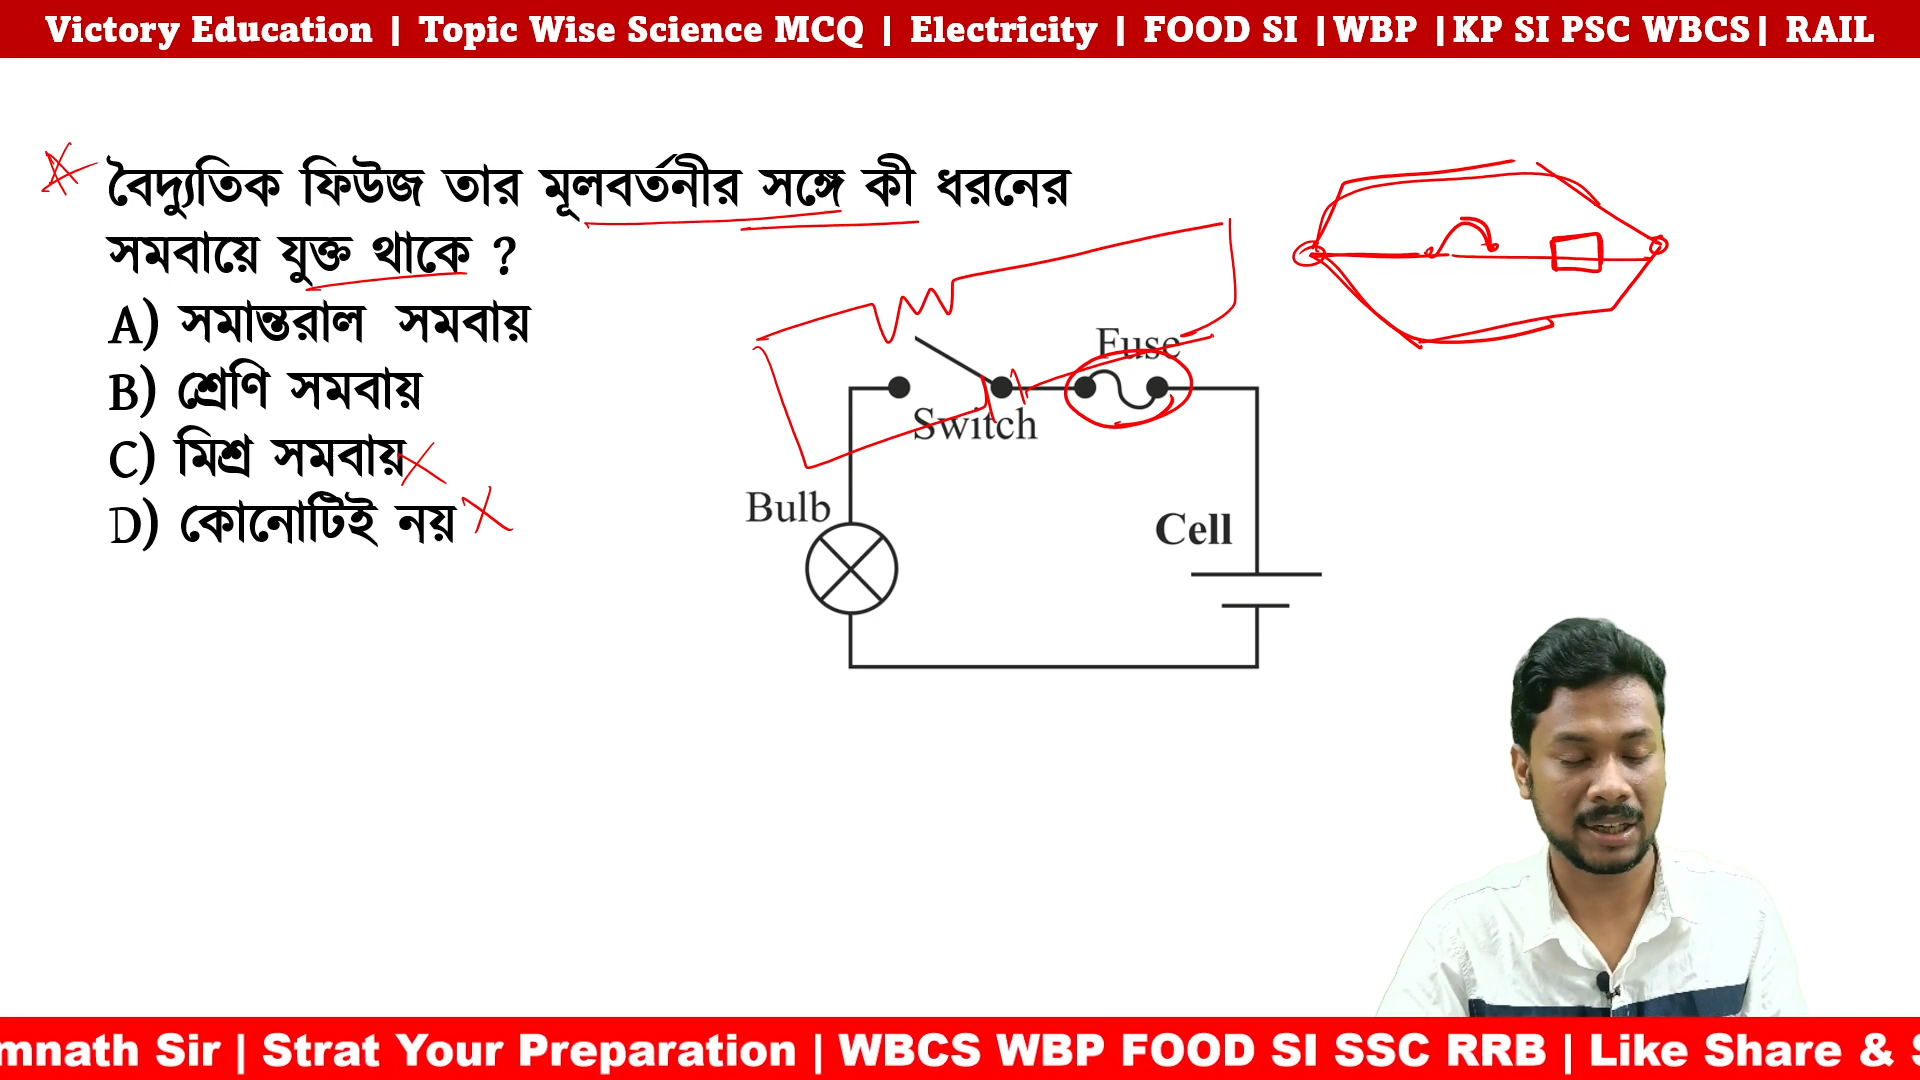 Victory Education | Topic Wise Science MCQ | Electricity | FOOD SI |WBP |KP SI PSC WBCS| RAIL
বৈদ্যুতিক ফিউজ তার মূলবর্তনীর সঙ্গে কী ধরনের
সমবায়ে যুক্ত থাকে ?
A) সমান্তরাল সমবায়
B) শ্রেণি সমবায়
C) মিশ্র সমবায়
D) কোনোটিই নয়
Fuse
Switch
Bulb
Cell
mnath Sir | Strat Your Preparation | WBCS WBP FOOD SI SSC RRB | Like Share &